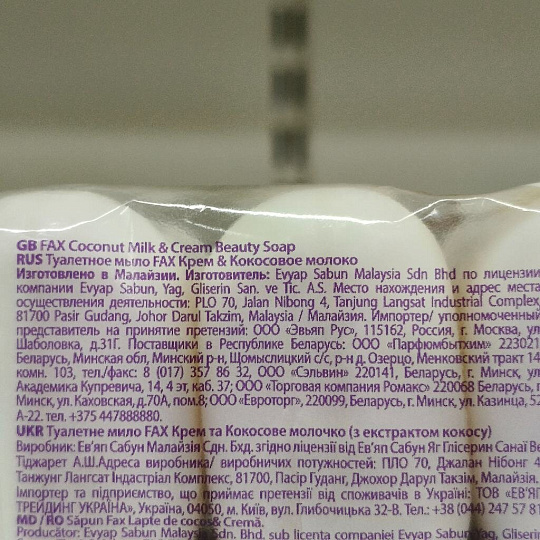 GB FAX Coconut Milk & Cream Beauty Soap
RUS Туалетное мыло FAX Крем & Кокосовое молоко
Изготовлено в Малайзии. Изготовитель: Evyap Sabun Malaysia Sdn Bhd по лицензии
компании Evyap Sabun, Yag, Gliserin San. ve Tic. A.S. Место нахождения и адрес места
осуществления деятельности: PLO 70, Jalan Nibong 4, Tanjung Langsat Industrial Complex,
81700 Pasir Gudang, Johor Darul Takzim, Malaysia / Малайзия. Импортер/ уполномоченный
представитель на принятие претензий: ООО «Эвьяп Рус», 115162, Россия, г. Москва, ул.
Шаболовка, д.31Г. Поставщики в Республике Беларусь: ООО «Парфюмбытхим» 223021
Беларусь, Минская обл, Минский р-н, Щомыслицкий с/с, р-н д. Озерцо, Менковский тракт 14
комн. 103, тел./факс: 8 (017) 357 86 32, ООО «Сэльвин» 220141, Беларусь, г. Минск, ул.
Академика Купревича, 14, 4 эт, каб. 37; ООО «Торговая компания Ромакс» 220068 Беларусь, г.
Минск, ул. Каховская, д.70А, пом.8; ООО «Евроторг», 220099, Беларусь, г. Минск, ул. Казинца, 52
А-22. тел. +375 447888880.
UKR Туалетне мило FAX Крем та Кокосове молочко (з екстрактом кокосу)
Виробник: Ев'яп Сабун Малайзія Сдн. Бхд. згідно ліцензії від Ев'яп Сабун Яг Глісерин Санаї Ве
Тіджарет А.Ш.Адреса виробника/ виробничих потужностей: ПЛО 70, Джалан Нібонг 4
Танжунг Лангсат Індастріал Комплекс, 81700, Пасір Гуданг, Джохор Дарул Такзім, Малайзія.
Імпортер та підприємство, що приймає претензії від споживачів в Україні: ТОВ «ЕВ'ЯП
ТРЕЙДИНГ УКРАЇНА», Україна, 04050, м. Київ, вул. Глибочицька 32-В. Тел.: +38 (044) 247 57 81
MD / RO Săpun Fax Lapte de cocos & Cremă.
Producător: Evyap Sabun Malaysia Sdn. Bhd. sub licența companiei Evyap Sabun, Yag, Gliserin